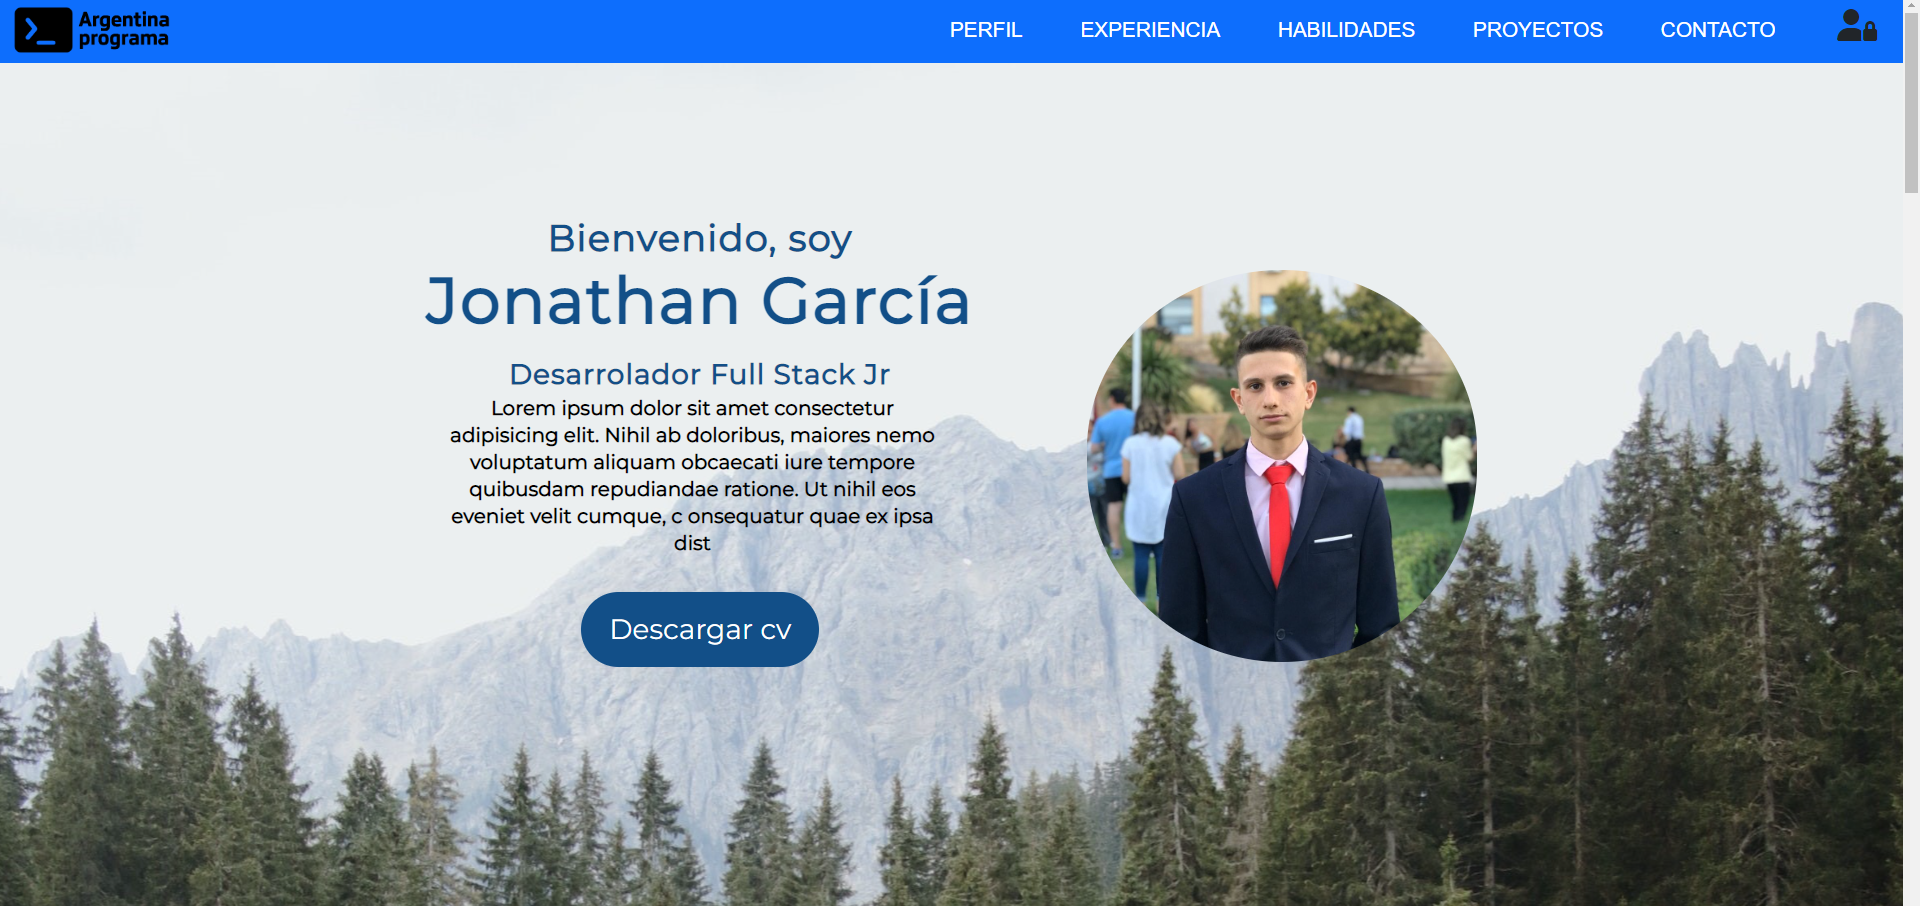 Argentina
programa
PERFIL EXPERIENCIA HABILIDADES PROYECTOS CONTACTO
Bienvenido, soy
Jonathan García
Desarrolador Full Stack Jr
Lorem ipsum dolor sit amet consectetur
adipisicing elit. Nihil ab doloribus, maiores nemo
voluptatum aliquam obcaecati iure tempore
quibusdam repudiandae ratione. Ut nihil eos
eveniet velit cumque, c onsequatur quae ex ipsa
dist
Descargar cv